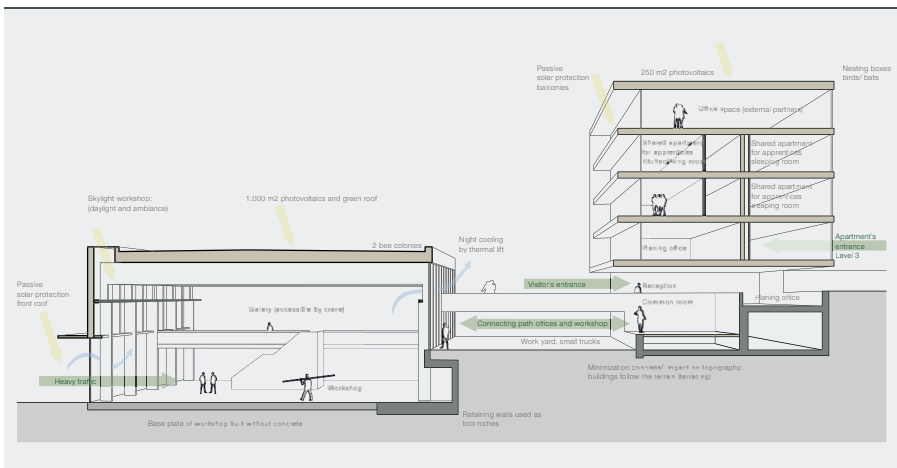 Passive
solar protection
balconies
250 m2 photovoltaics
Nesting boxes
birds/ bats
Office space (external partners)
Shared apartment
for apprentices
Kitchen/living room
Shared apartment
for apprentices
sleeping room
Shared apartment
for apprentices
sleeping room
Planing office
Apartment's
entrance
Level 3
Skylight workshop:
(daylight and ambiance)
1.000 m2 photovoltaics and green roof
2 bee colonies
Night cooling
by thermal lift
Passive
solar protection
front roof
Visitor's entrance
Reception
Common room
Planing office
Gallery (accessible by crane)
Connecting path offices and workshop
Work yard, small trucks
Heavy traffic
Workshop
Minimization concrete/ impact on topography:
buildings follow the terrain (terracing)
Retaining walls used as
tool niches
Base plate of workshop built without concrete